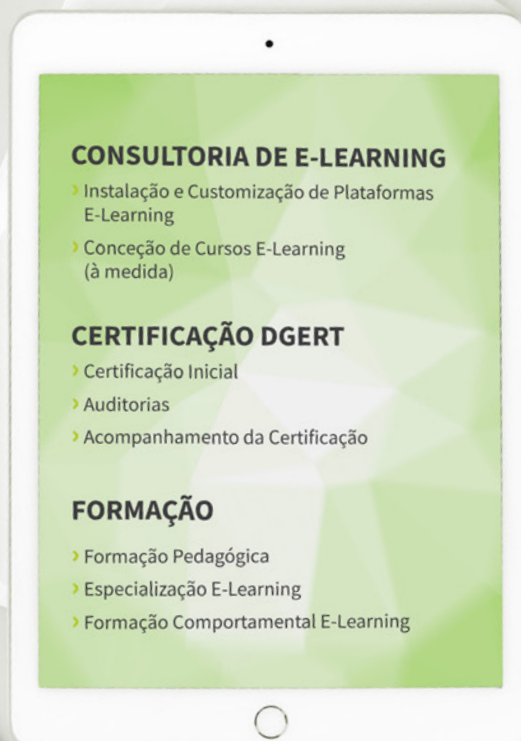 CONSULTORIA DE E-LEARNING
› Instalação e Customização de Plataformas
E-Learning
› Conceção de Cursos E-Learning
(à medida)
CERTIFICAÇÃO DGERT
› Certificação Inicial
› Auditorias
› Acompanhamento da Certificação
FORMAÇÃO
› Formação Pedagógica
› Especialização E-Learning
› Formação Comportamental E-Learning